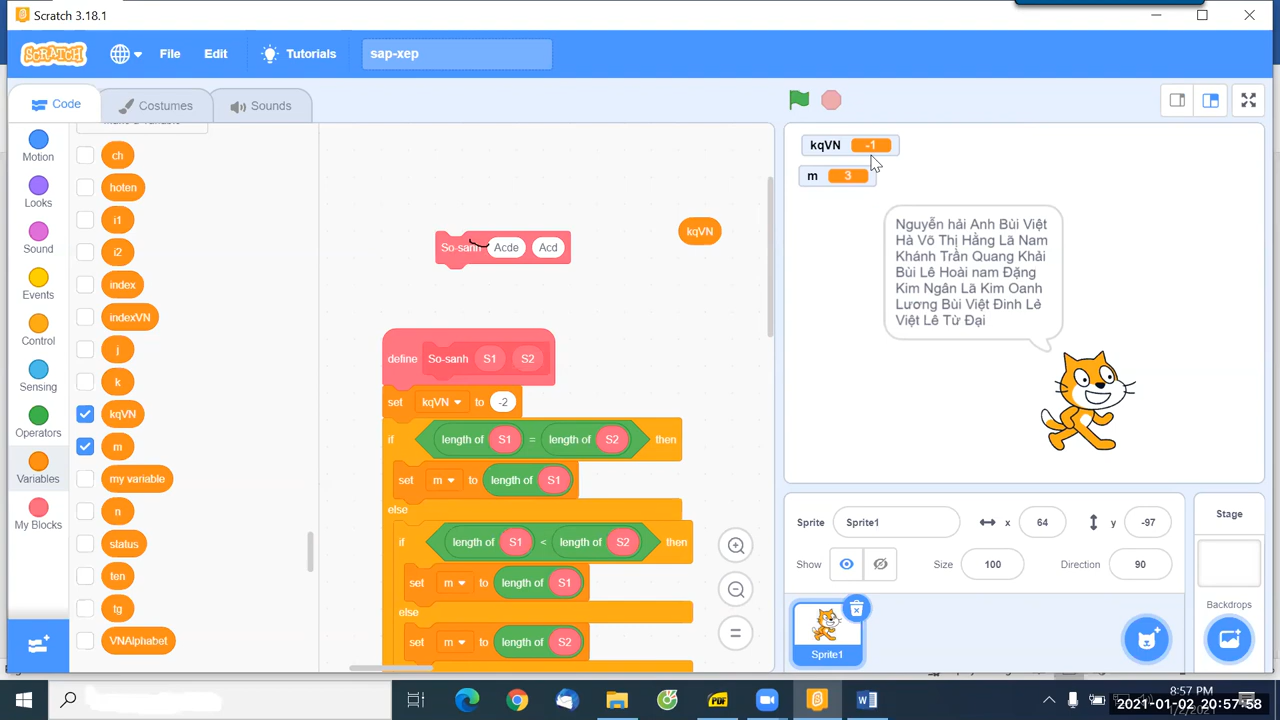 Scratch 3.18.1
SCRATCH
File
Edit
Tutorials
sap-xep
Code
Costumes
Sounds
Motion
Looks
Sound
Events
Control
Sensing
Operators
Variables
My Blocks
ch
hoten
i1
i2
index
indexVN
j
k
kqVN
m
my variable
n
status
ten
tg
VNAlphabet
So-sanh Acde Acd
kqVN
define So-sanh S1 S2
set kqVN to -2
if length of S1 = length of S2 then
set m to length of S1
else
if length of S1 < length of S2 then
set m to length of S1
else
set m to length of S2
kqVN -1
m 3
Nguyễn hải Anh Bùi Việt
Hà Võ Thị Hằng Lã Nam
Khánh Trần Quang Khải
Bùi Lê Hoài nam Đặng
Kim Ngân Lã Kim Oanh
Lương Bùi Việt Đinh Lê
Việt Lê Từ Đại
Sprite Sprite1 x 64 y -97
Show Size 100 Direction 90
Sprite1
Stage
Backdrops
8:57 PM
2021-01-02 20:57:58